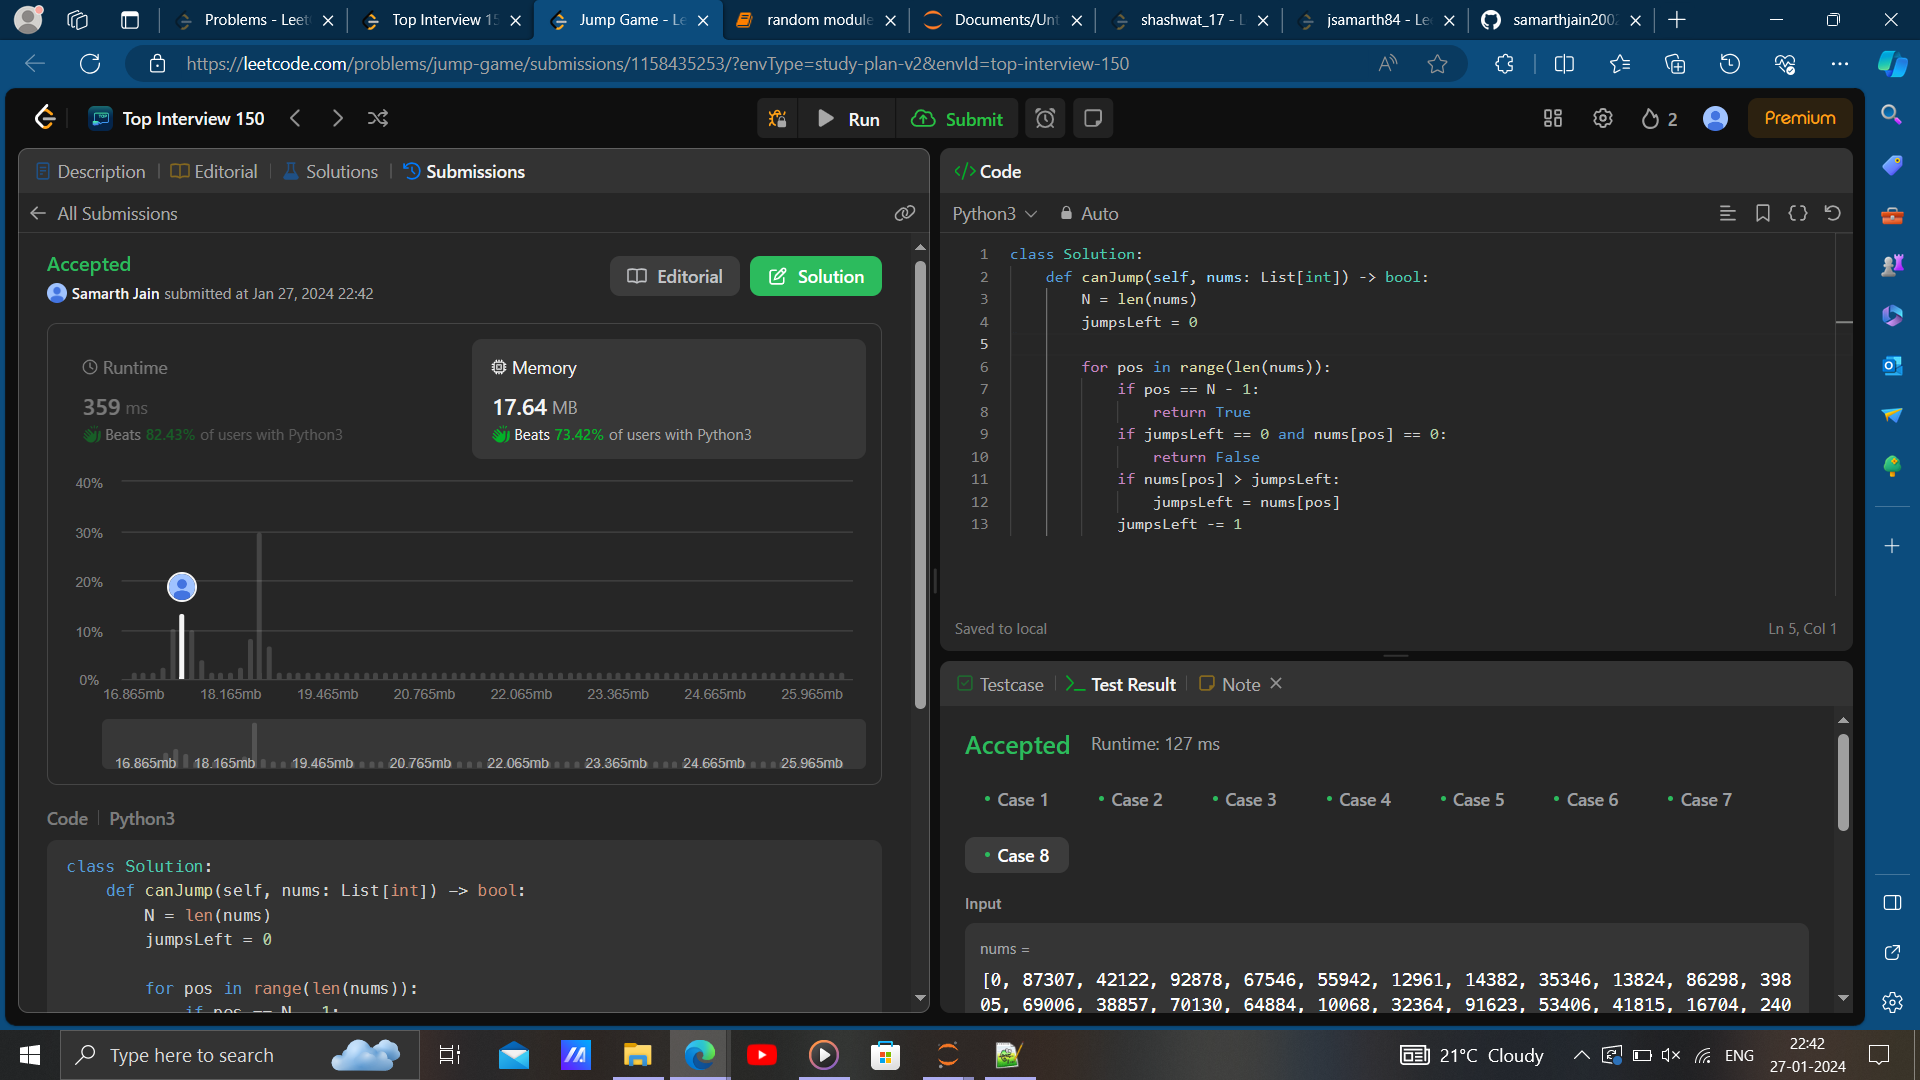 Problems - Leet
Top Interview 15
Jump Game - Le
random module
Documents/Unt
shashwat_17 - L
jsamarth84 - Lee
samarthjain2002
https://leetcode.com/problems/jump-game/submissions/1158435253/?envType=study-plan-v2&envId=top-interview-150
Top Interview 150
Run
Submit
2
Premium
Description
Editorial
Solutions
Submissions
All Submissions
Accepted
Samarth Jain submitted at Jan 27, 2024 22:42
Editorial
Solution
Runtime
359 ms
Beats 82.43% of users with Python3
Memory
17.64 MB
Beats 73.42% of users with Python3
40%
30%
20%
10%
0%
16.865mb 18.165mb 19.465mb 20.765mb 22.065mb 23.365mb 24.665mb 25.965mb
16.865mb 18.165mb 19.465mb 20.765mb 22.065mb 23.365mb 24.665mb 25.965mb
Code | Python3
class Solution:
def canJump(self, nums: List[int]) -> bool:
N = len(nums)
jumpsLeft = 0
for pos in range(len(nums)):
if pos == N - 1:
</> Code
Python3
Auto
1 class Solution:
2 def canJump(self, nums: List[int]) -> bool:
3 N = len(nums)
4 jumpsLeft = 0
5
6 for pos in range(len(nums)):
7 if pos == N - 1:
8 return True
9 if jumpsLeft == 0 and nums[pos] == 0:
10 return False
11 if nums[pos] > jumpsLeft:
12 jumpsLeft = nums[pos]
13 jumpsLeft -= 1
Saved to local
Ln 5, Col 1
Testcase
Test Result
Note
Accepted Runtime: 127 ms
• Case 1 • Case 2 • Case 3 • Case 4 • Case 5 • Case 6 • Case 7
• Case 8
Input
nums =
[0, 87307, 42122, 92878, 67546, 55942, 12961, 14382, 35346, 13824, 86298, 398
05, 69006, 38857, 70130, 64884, 10068, 32364, 91623, 53406, 41815, 16704, 240
Type here to search
21°C Cloudy
ENG
22:42
27-01-2024